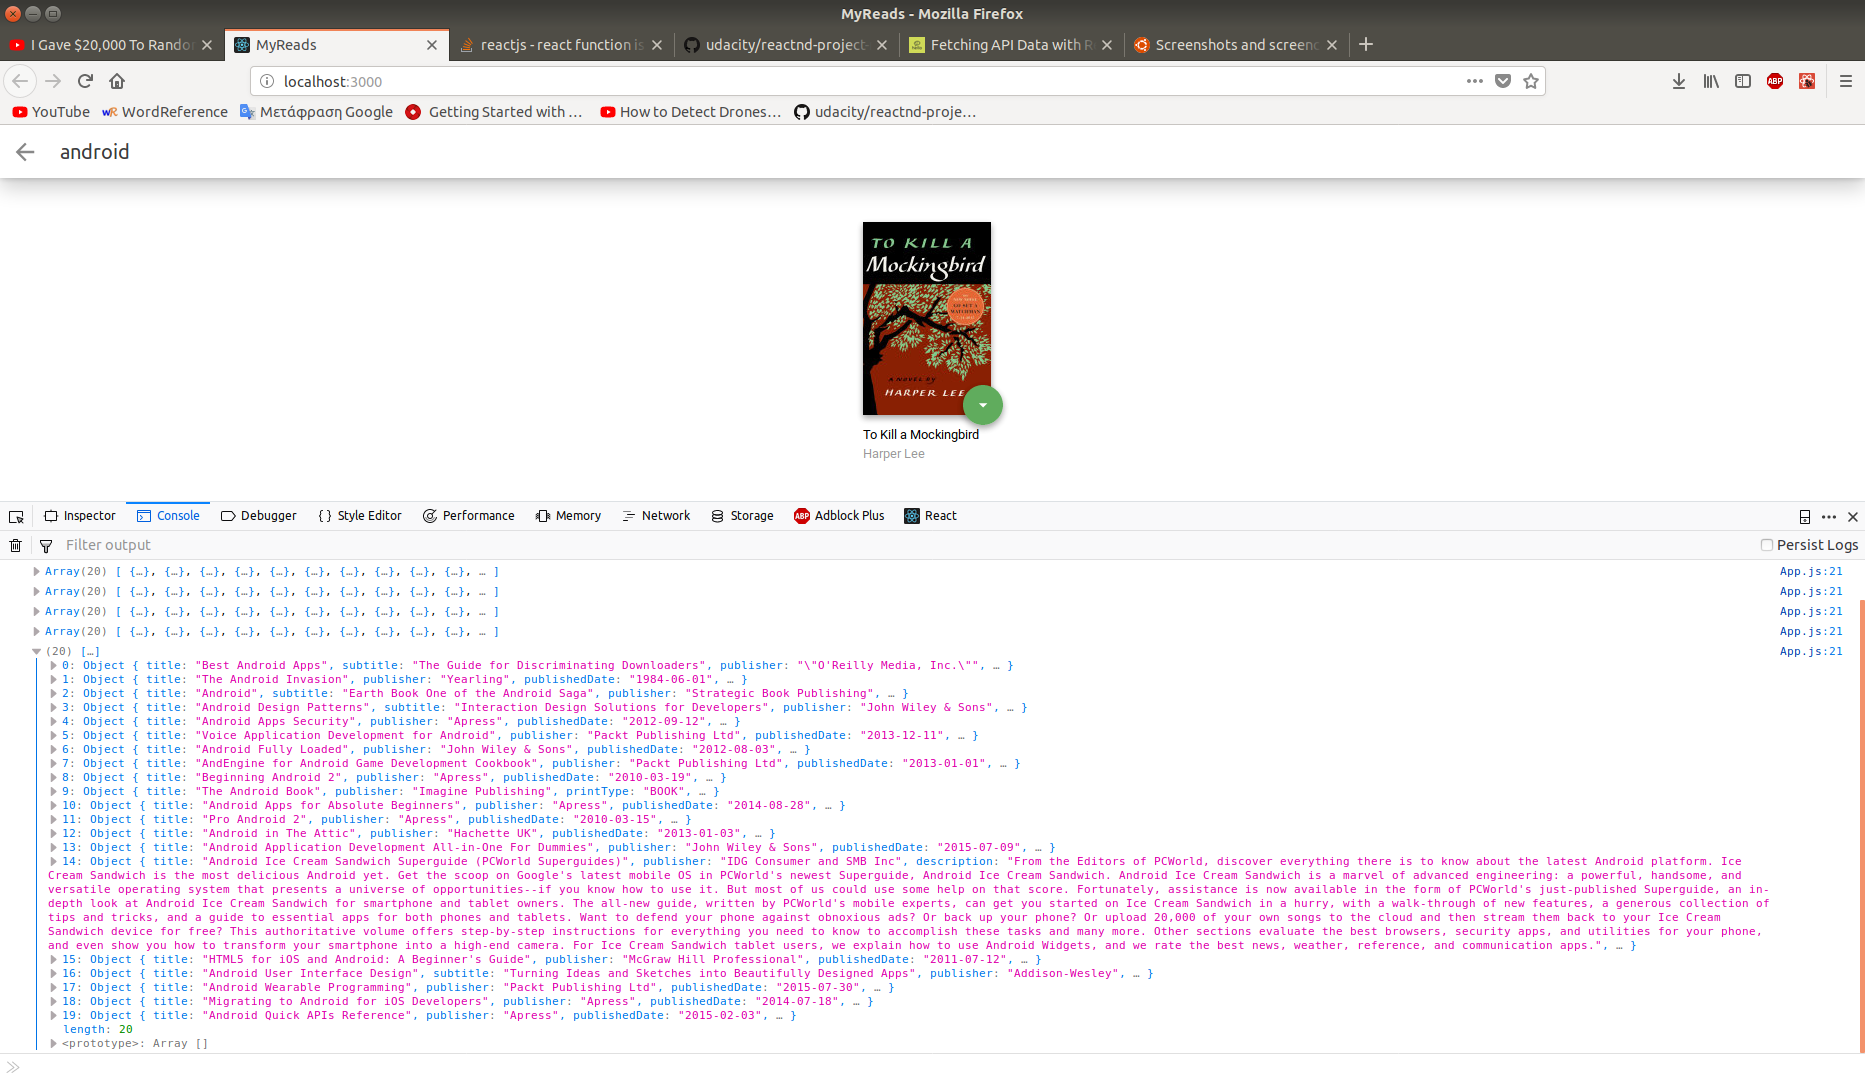 MyReads - Mozilla Firefox
I Gave $20,000 To Rando
MyReads
reactjs - react function is
udacity/reactnd-project-
Fetching API Data with R
Screenshots and screenc
localhost:3000
YouTube
WordReference
Μετάφραση Google
Getting Started with …
How to Detect Drones…
udacity/reactnd-proje…
android
TO KILL A
Mockingbird
A NOVEL BY
HARPER LEE
To Kill a Mockingbird
Harper Lee
Inspector
Console
Debugger
{ } Style Editor
Performance
Memory
Network
Storage
ABP Adblock Plus
React
Filter output
Persist Logs
Array(20) [ {…}, {…}, {…}, {…}, {…}, {…}, {…}, {…}, {…}, {…}, … ] App.js:21
Array(20) [ {…}, {…}, {…}, {…}, {…}, {…}, {…}, {…}, {…}, {…}, … ] App.js:21
Array(20) [ {…}, {…}, {…}, {…}, {…}, {…}, {…}, {…}, {…}, {…}, … ] App.js:21
Array(20) [ {…}, {…}, {…}, {…}, {…}, {…}, {…}, {…}, {…}, {…}, … ] App.js:21
(20) […] App.js:21
0: Object { title: "Best Android Apps", subtitle: "The Guide for Discriminating Downloaders", publisher: "\"O'Reilly Media, Inc.\"", … }
1: Object { title: "The Android Invasion", publisher: "Yearling", publishedDate: "1984-06-01", … }
2: Object { title: "Android", subtitle: "Earth Book One of the Android Saga", publisher: "Strategic Book Publishing", … }
3: Object { title: "Android Design Patterns", subtitle: "Interaction Design Solutions for Developers", publisher: "John Wiley & Sons", … }
4: Object { title: "Android Apps Security", publisher: "Apress", publishedDate: "2012-09-12", … }
5: Object { title: "Voice Application Development for Android", publisher: "Packt Publishing Ltd", publishedDate: "2013-12-11", … }
6: Object { title: "Android Fully Loaded", publisher: "John Wiley & Sons", publishedDate: "2012-08-03", … }
7: Object { title: "AndEngine for Android Game Development Cookbook", publisher: "Packt Publishing Ltd", publishedDate: "2013-01-01", … }
8: Object { title: "Beginning Android 2", publisher: "Apress", publishedDate: "2010-03-19", … }
9: Object { title: "The Android Book", publisher: "Imagine Publishing", printType: "BOOK", … }
10: Object { title: "Android Apps for Absolute Beginners", publisher: "Apress", publishedDate: "2014-08-28", … }
11: Object { title: "Pro Android 2", publisher: "Apress", publishedDate: "2010-03-15", … }
12: Object { title: "Android in The Attic", publisher: "Hachette UK", publishedDate: "2013-01-03", … }
13: Object { title: "Android Application Development All-in-One For Dummies", publisher: "John Wiley & Sons", publishedDate: "2015-07-09", … }
14: Object { title: "Android Ice Cream Sandwich Superguide (PCWorld Superguides)", publisher: "IDG Consumer and SMB Inc", description: "From the Editors of PCWorld, discover everything there is to know about the latest Android platform. Ice
Cream Sandwich is the most delicious Android yet. Get the scoop on Google's latest mobile OS in PCWorld's newest Superguide, Android Ice Cream Sandwich. Android Ice Cream Sandwich is a marvel of advanced engineering: a powerful, handsome, and
versatile operating system that presents a universe of opportunities--if you know how to use it. But most of us could use some help on that score. Fortunately, assistance is now available in the form of PCWorld's just-published Superguide, an in-
depth look at Android Ice Cream Sandwich for smartphone and tablet owners. The all-new guide, written by PCWorld's mobile experts, can get you started on Ice Cream Sandwich in a hurry, with a walk-through of new features, a generous collection of
tips and tricks, and a guide to essential apps for both phones and tablets. Want to defend your phone against obnoxious ads? Or back up your phone? Or upload 20,000 of your own songs to the cloud and then stream them back to your Ice Cream
Sandwich device for free? This authoritative volume offers step-by-step instructions for everything you need to know to accomplish these tasks and many more. Other sections evaluate the best browsers, security apps, and utilities for your phone,
and even show you how to transform your smartphone into a high-end camera. For Ice Cream Sandwich tablet users, we explain how to use Android Widgets, and we rate the best news, weather, reference, and communication apps.", … }
15: Object { title: "HTML5 for iOS and Android: A Beginner's Guide", publisher: "McGraw Hill Professional", publishedDate: "2011-07-12", … }
16: Object { title: "Android User Interface Design", subtitle: "Turning Ideas and Sketches into Beautifully Designed Apps", publisher: "Addison-Wesley", … }
17: Object { title: "Android Wearable Programming", publisher: "Packt Publishing Ltd", publishedDate: "2015-07-30", … }
18: Object { title: "Migrating to Android for iOS Developers", publisher: "Apress", publishedDate: "2014-07-18", … }
19: Object { title: "Android Quick APIs Reference", publisher: "Apress", publishedDate: "2015-02-03", … }
length: 20
<prototype>: Array []